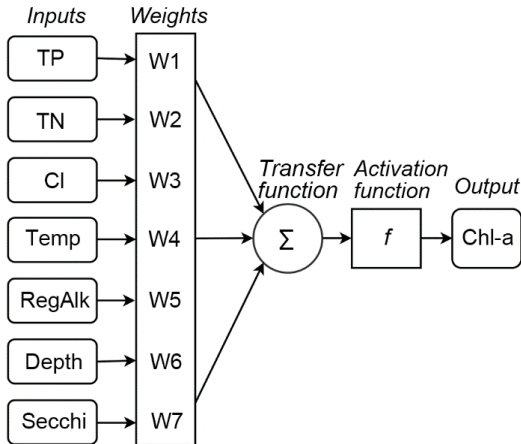 Inputs
Weights
TP
W1
TN
W2
Cl
W3
Temp
W4
RegAlk
W5
Depth
W6
Secchi
W7
Transfer
function
Σ
Activation
function
f
Output
Chl-a